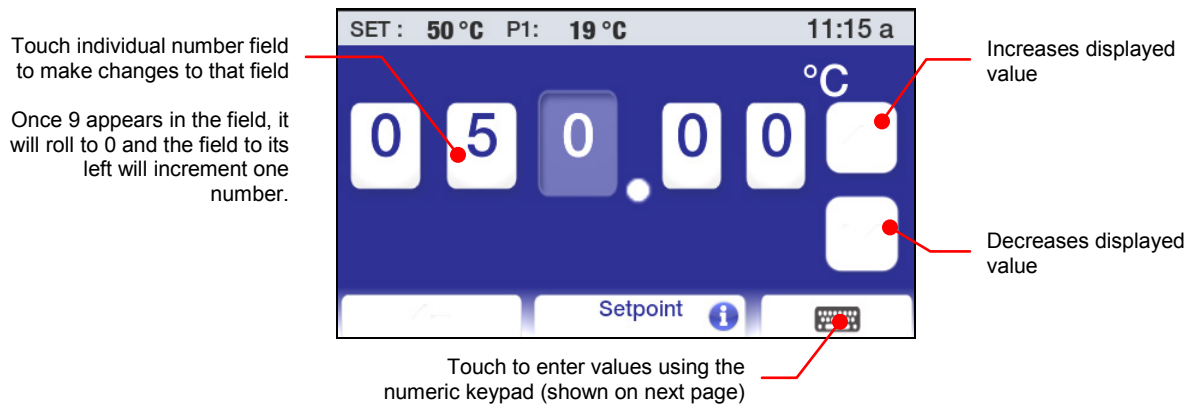 SET : 50 °C P1: 19 °C 11:15 a
Touch individual number field
to make changes to that field
Once 9 appears in the field, it
will roll to 0 and the field to its
left will increment one
number.
°C
0 5 0 . 0 0
Increases displayed
value
Decreases displayed
value
Setpoint i
Touch to enter values using the
numeric keypad (shown on next page)